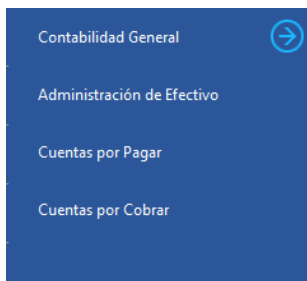 Contabilidad General
Administración de Efectivo
Cuentas por Pagar
Cuentas por Cobrar